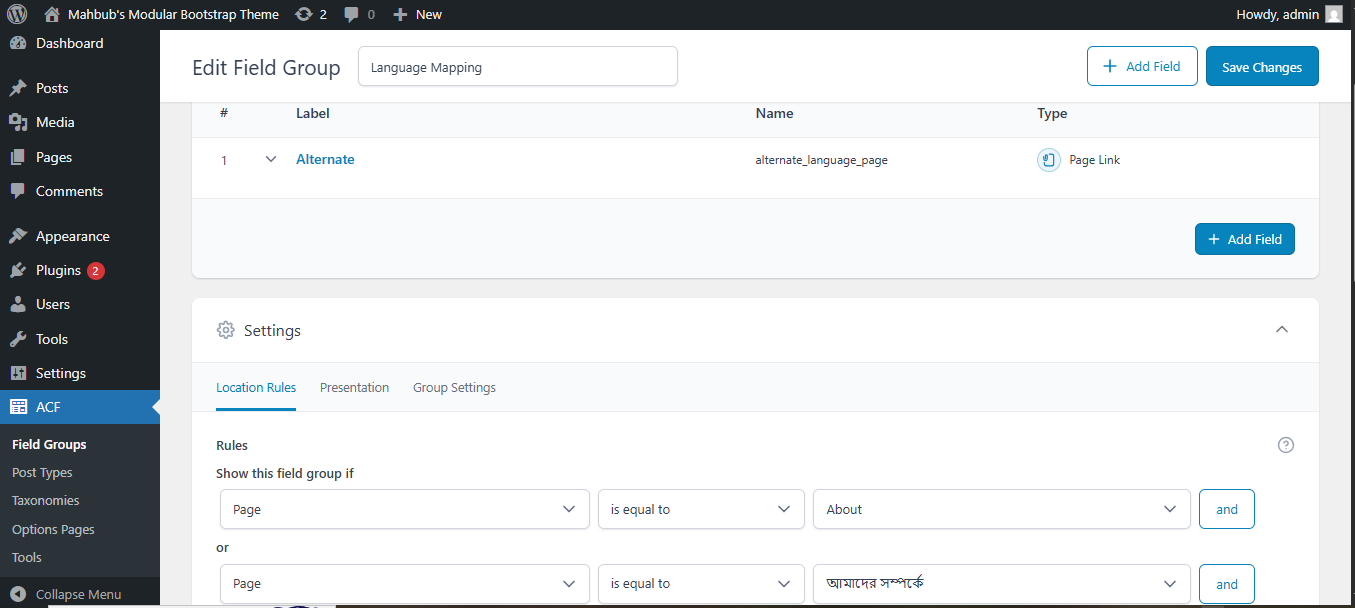 Mahbub's Modular Bootstrap Theme 2 0 New Howdy, admin
Dashboard
Posts
Media
Pages
Comments
Appearance
Plugins 2
Users
Tools
Settings
ACF
Field Groups
Post Types
Taxonomies
Options Pages
Tools
Collapse Menu
Edit Field Group Language Mapping + Add Field Save Changes
# Label Name Type
1 Alternate alternate_language_page Page Link
+ Add Field
Settings
Location Rules Presentation Group Settings
Rules
Show this field group if
Page is equal to About and
or
Page is equal to আমাদের সম্পর্কে and